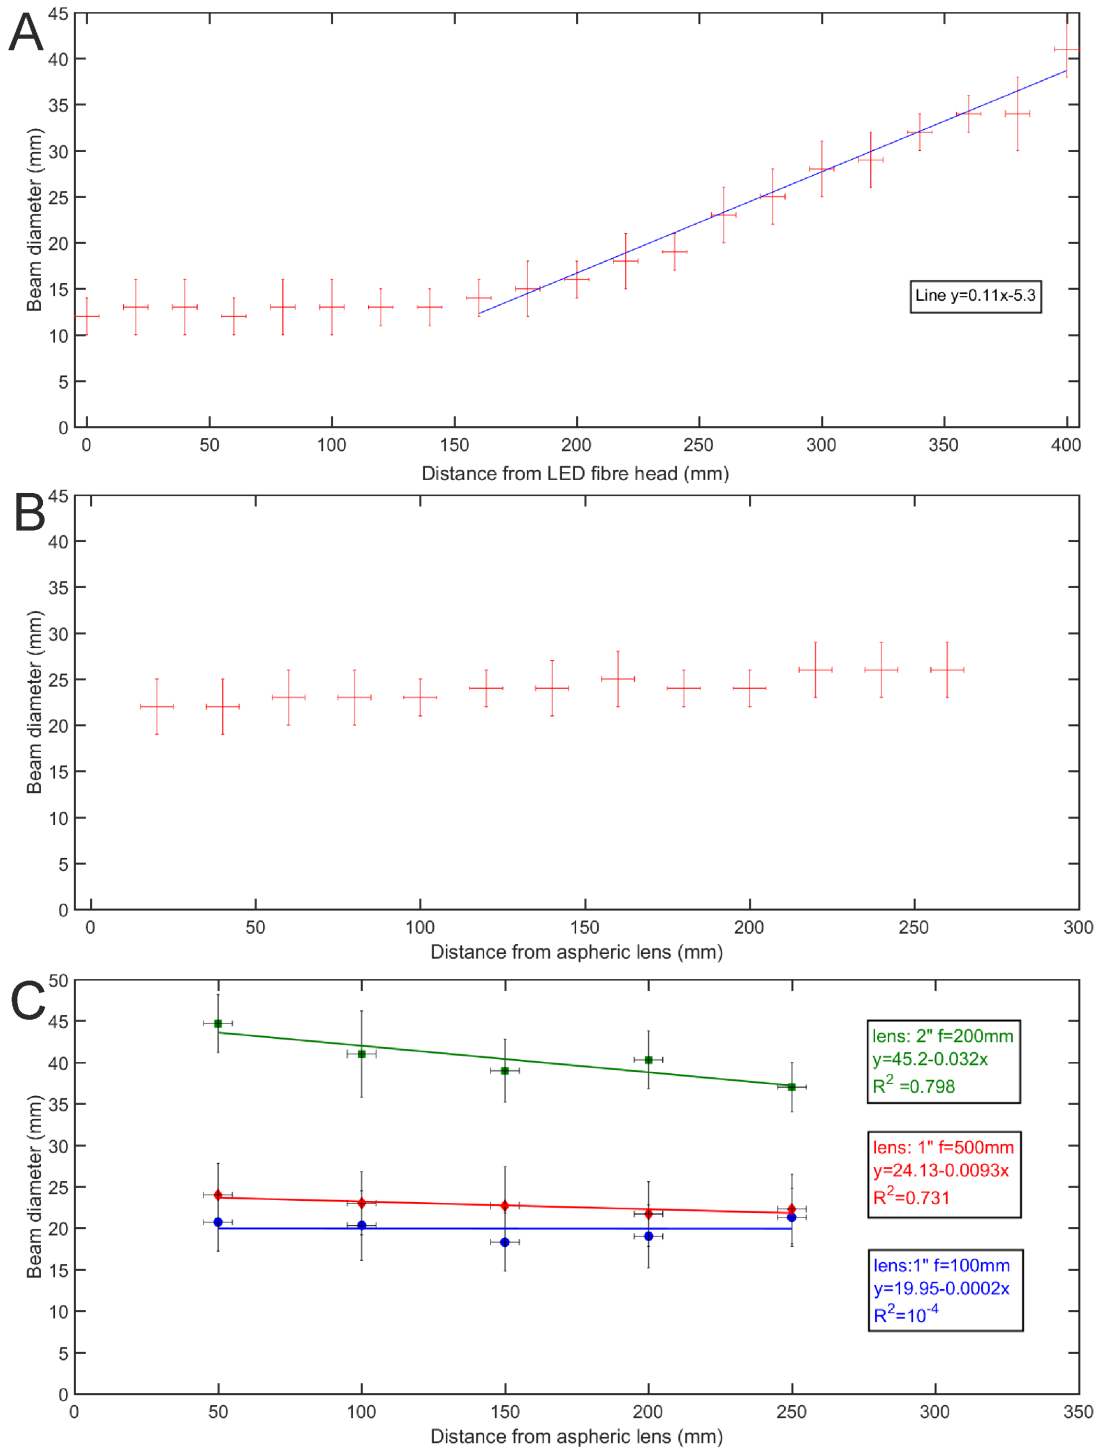 A
45
40
35
30
25
20
15
10
5
0
Beam diameter (mm)
Line y=0.11x-5.3
0 50 100 150 200 250 300 350 400
Distance from LED fibre head (mm)
B
45
40
35
30
25
20
15
10
5
0
Beam diameter (mm)
0 50 100 150 200 250 300
Distance from aspheric lens (mm)
C
50
45
40
35
30
25
20
15
10
5
0
Beam diameter (mm)
lens: 2" f=200mm
y=45.2-0.032x
R² =0.798
lens: 1" f=500mm
y=24.13-0.0093x
R²=0.731
lens:1" f=100mm
y=19.95-0.0002x
R²=10⁻⁴
0 50 100 150 200 250 300 350
Distance from aspheric lens (mm)